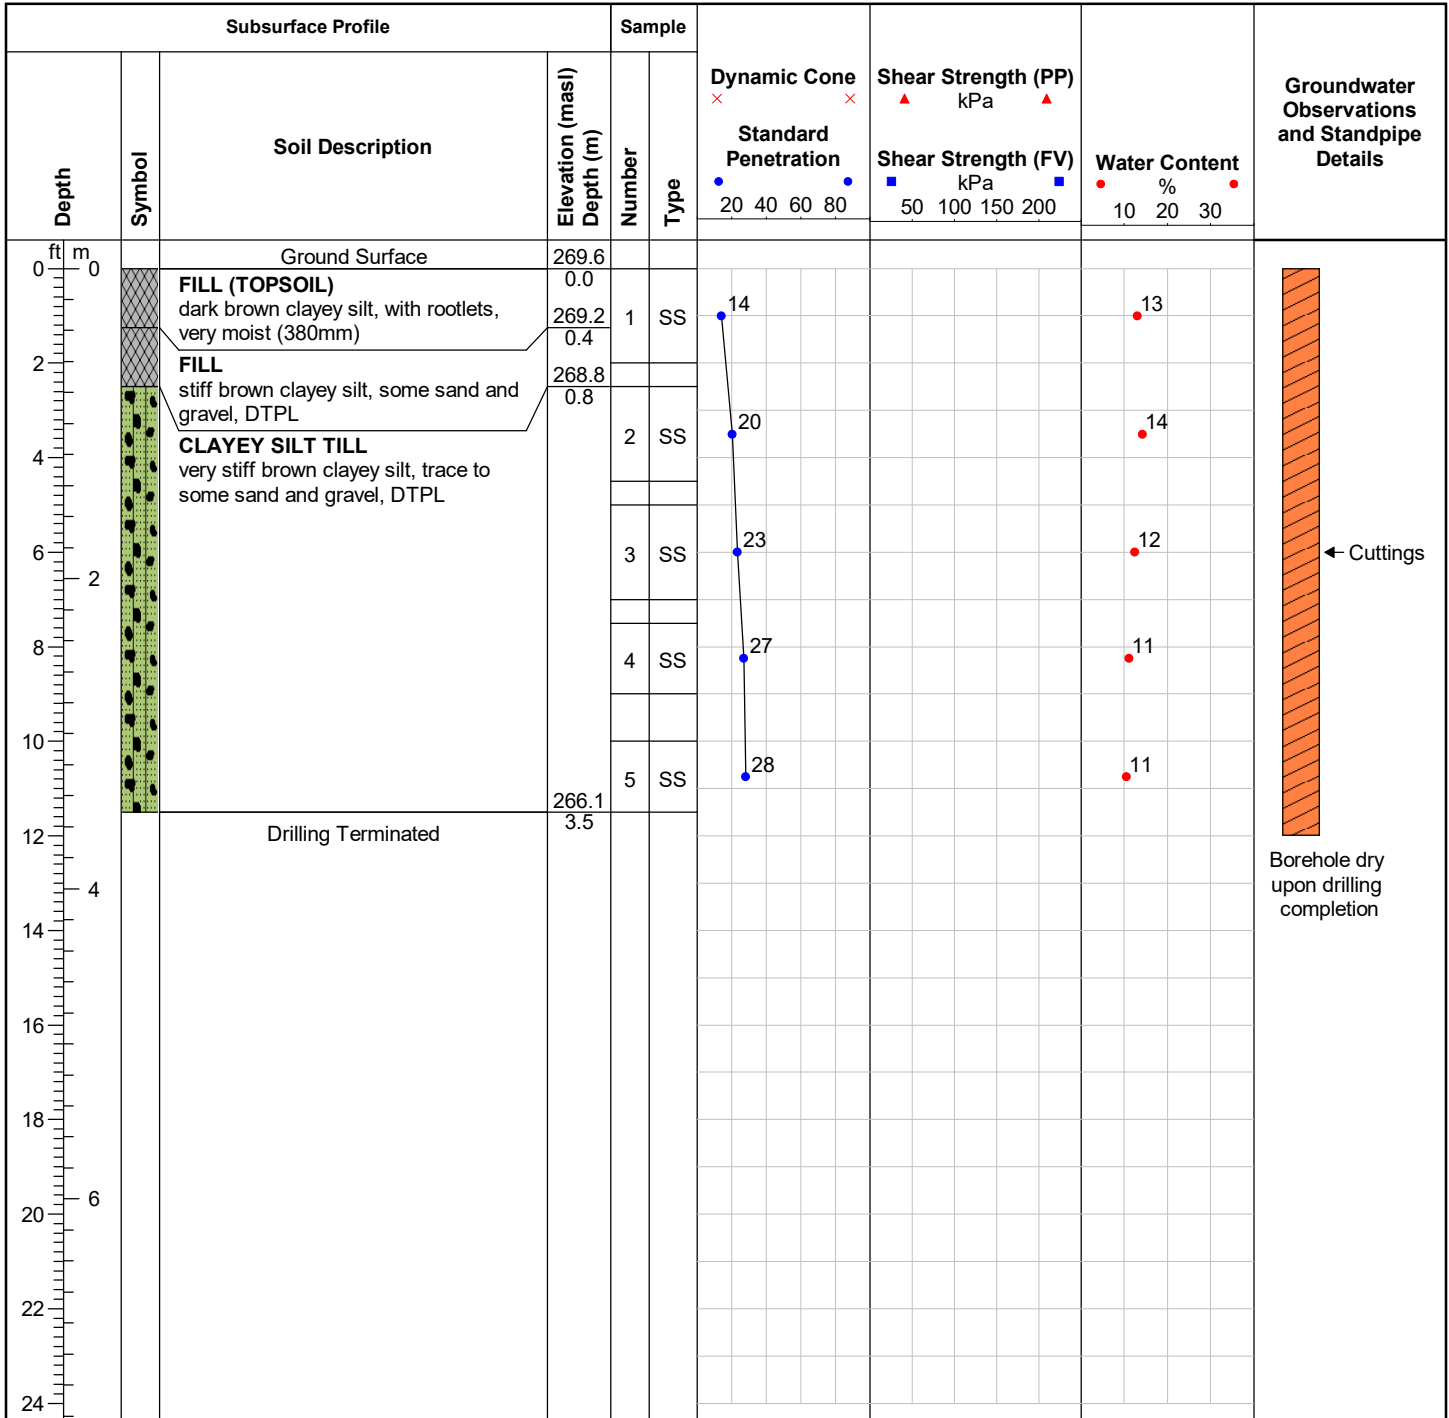 Subsurface Profile
Sample
Depth
Symbol
Soil Description
Elevation (masl)
Depth (m)
Number
Type
Dynamic Cone
Standard
Penetration
20 40 60 80
Shear Strength (PP)
kPa
Shear Strength (FV)
kPa
50 100 150 200
Water Content
%
10 20 30
Groundwater
Observations
and Standpipe
Details
ft m
Ground Surface
269.6
0 0
0.0
FILL (TOPSOIL)
dark brown clayey silt, with rootlets,
very moist (380mm)
269.2
0.4
1 SS
14
13
2
FILL
stiff brown clayey silt, some sand and
gravel, DTPL
268.8
0.8
CLAYEY SILT TILL
very stiff brown clayey silt, trace to
some sand and gravel, DTPL
2 SS
20
14
4
3 SS
23
12
Cuttings
6
2
8
4 SS
27
11
10
5 SS
28
11
266.1
3.5
Drilling Terminated
12
Borehole dry
upon drilling
completion
4
14
16
18
6
20
22
24